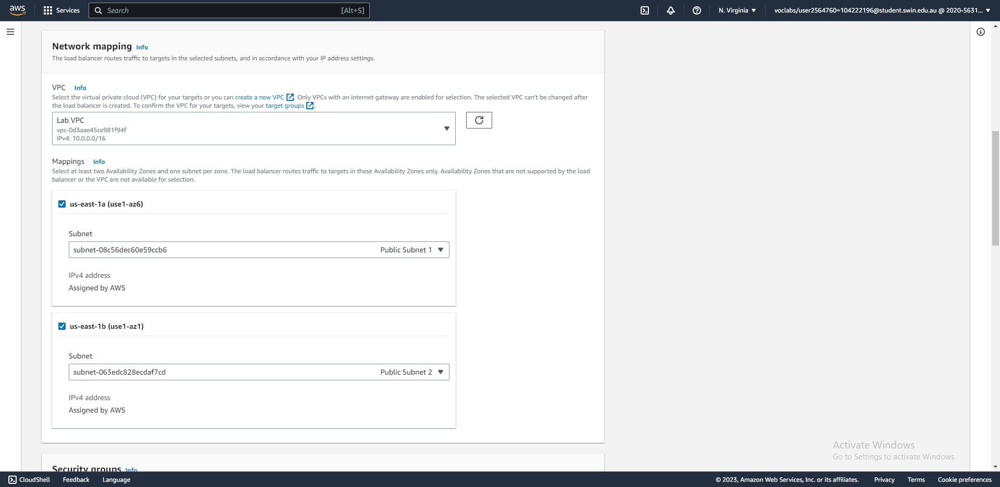 aws
Services
Search [Alt+S]
N. Virginia
voclabs/user2564760=104222196@student.swin.edu.au @ 2020-5631...
Network mapping Info
The load balancer routes traffic to targets in the selected subnets, and in accordance with your IP address settings.
VPC Info
Select the virtual private cloud (VPC) for your targets or you can create a new VPC. Only VPCs with an internet gateway are enabled for selection. The selected VPC can't be changed after
the load balancer is created. To confirm the VPC for your targets, view your target groups.
Lab VPC
vpc-0d3aae45ce981f94f
IPv4: 10.0.0.0/16
Mappings Info
Select at least two Availability Zones and one subnet per zone. The load balancer routes traffic to targets in these Availability Zones only. Availability Zones that are not supported by the load
balancer or the VPC are not available for selection.
us-east-1a (use1-az6)
Subnet
subnet-08c56dec60e59ccb6 Public Subnet 1
IPv4 address
Assigned by AWS
us-east-1b (use1-az1)
Subnet
subnet-063edc828ecdaf7cd Public Subnet 2
IPv4 address
Assigned by AWS
Activate Windows
Go to Settings to activate Windows.
Security groups Info
CloudShell Feedback Language
© 2023, Amazon Web Services, Inc. or its affiliates. Privacy Terms Cookie preferences